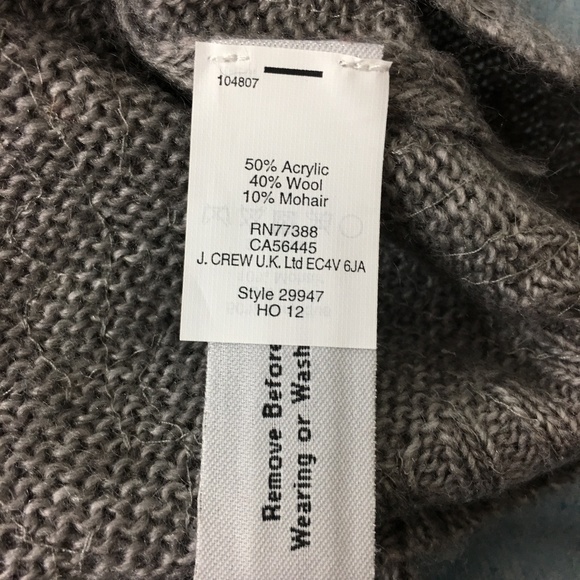 104807
50% Acrylic
40% Wool
10% Mohair
RN77388
CA56445
J. CREW U.K. Ltd EC4V 6JA
Style 29947
HO 12
Remove Before
Wearing or Wash